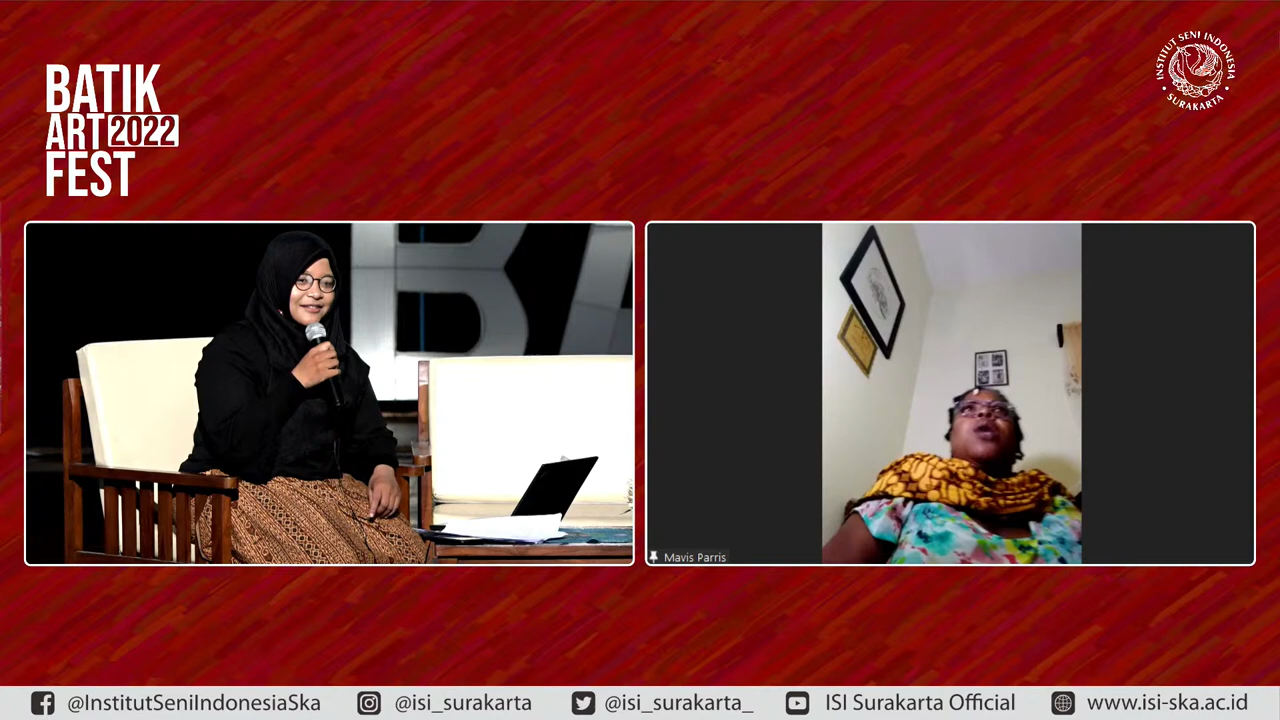 BATIK
ART 2022
FEST
INSTITUT SENI INDONESIA
• SURAKARTA •
BA
Mavis Parris
@InstitutSeniIndonesiaSka
@isi_surakarta
@isi_surakarta_
ISI Surakarta Official
www.isi-ska.ac.id